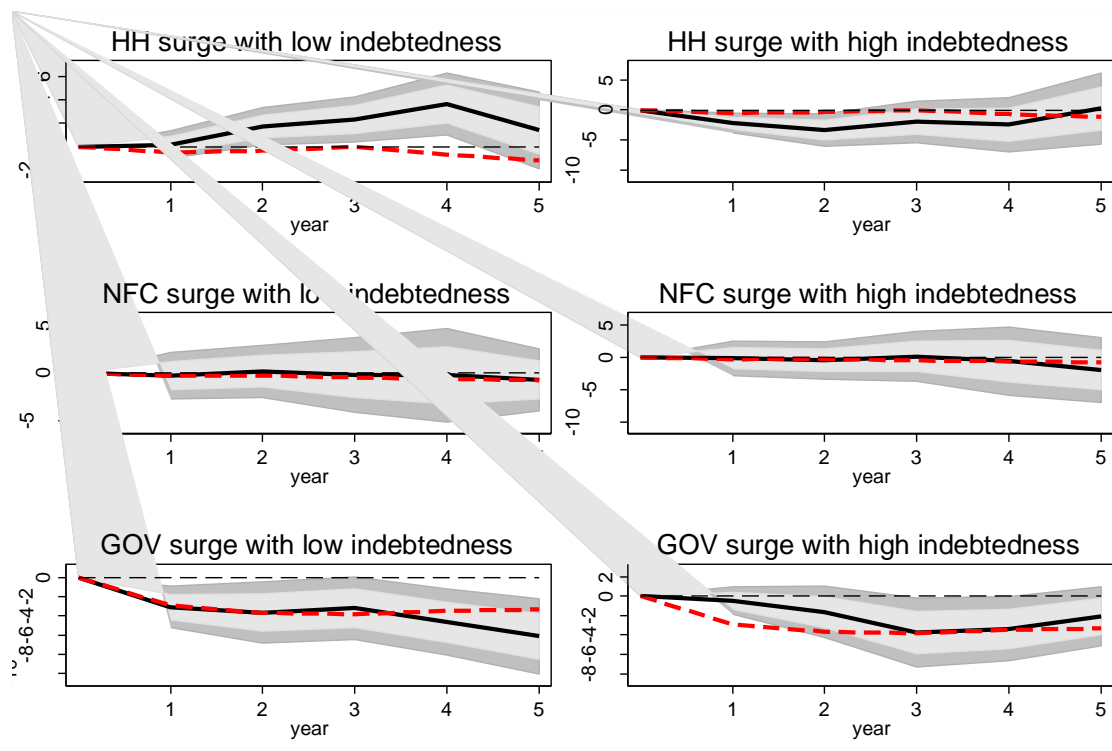 HH surge with low indebtedness
6
-2
1 2 3 4 5
year
HH surge with high indebtedness
5
0
-5
-10
1 2 3 4 5
year
NFC surge with low indebtedness
5
0
-5
1 2 3 4 5
year
NFC surge with high indebtedness
5
0
-5
-10
1 2 3 4 5
year
GOV surge with low indebtedness
0
-8-6-4-2
1 2 3 4 5
year
GOV surge with high indebtedness
2
0
-8-6-4-2
1 2 3 4 5
year